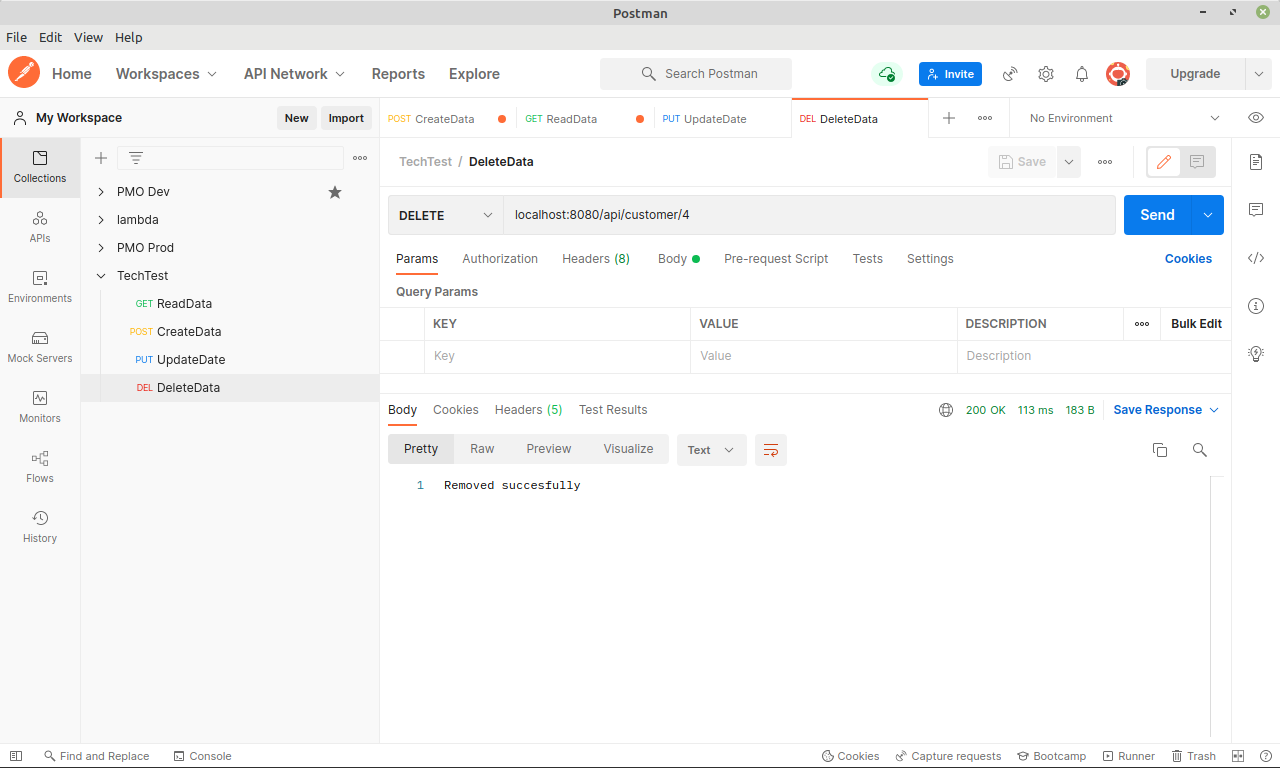 Postman
File Edit View Help
Home Workspaces API Network Reports Explore Search Postman Invite Upgrade
My Workspace New Import
POST CreateData GET ReadData PUT UpdateDate DEL DeleteData No Environment
Collections
APIs
Environments
Mock Servers
Monitors
Flows
History
PMO Dev
lambda
PMO Prod
TechTest
GET ReadData
POST CreateData
PUT UpdateDate
DEL DeleteData
TechTest / DeleteData Save
DELETE localhost:8080/api/customer/4 Send
Params Authorization Headers (8) Body Pre-request Script Tests Settings Cookies
Query Params
KEY VALUE DESCRIPTION Bulk Edit
Key Value Description
Body Cookies Headers (5) Test Results 200 OK 113 ms 183 B Save Response
Pretty Raw Preview Visualize Text
1 Removed succesfully
Find and Replace Console Cookies Capture requests Bootcamp Runner Trash